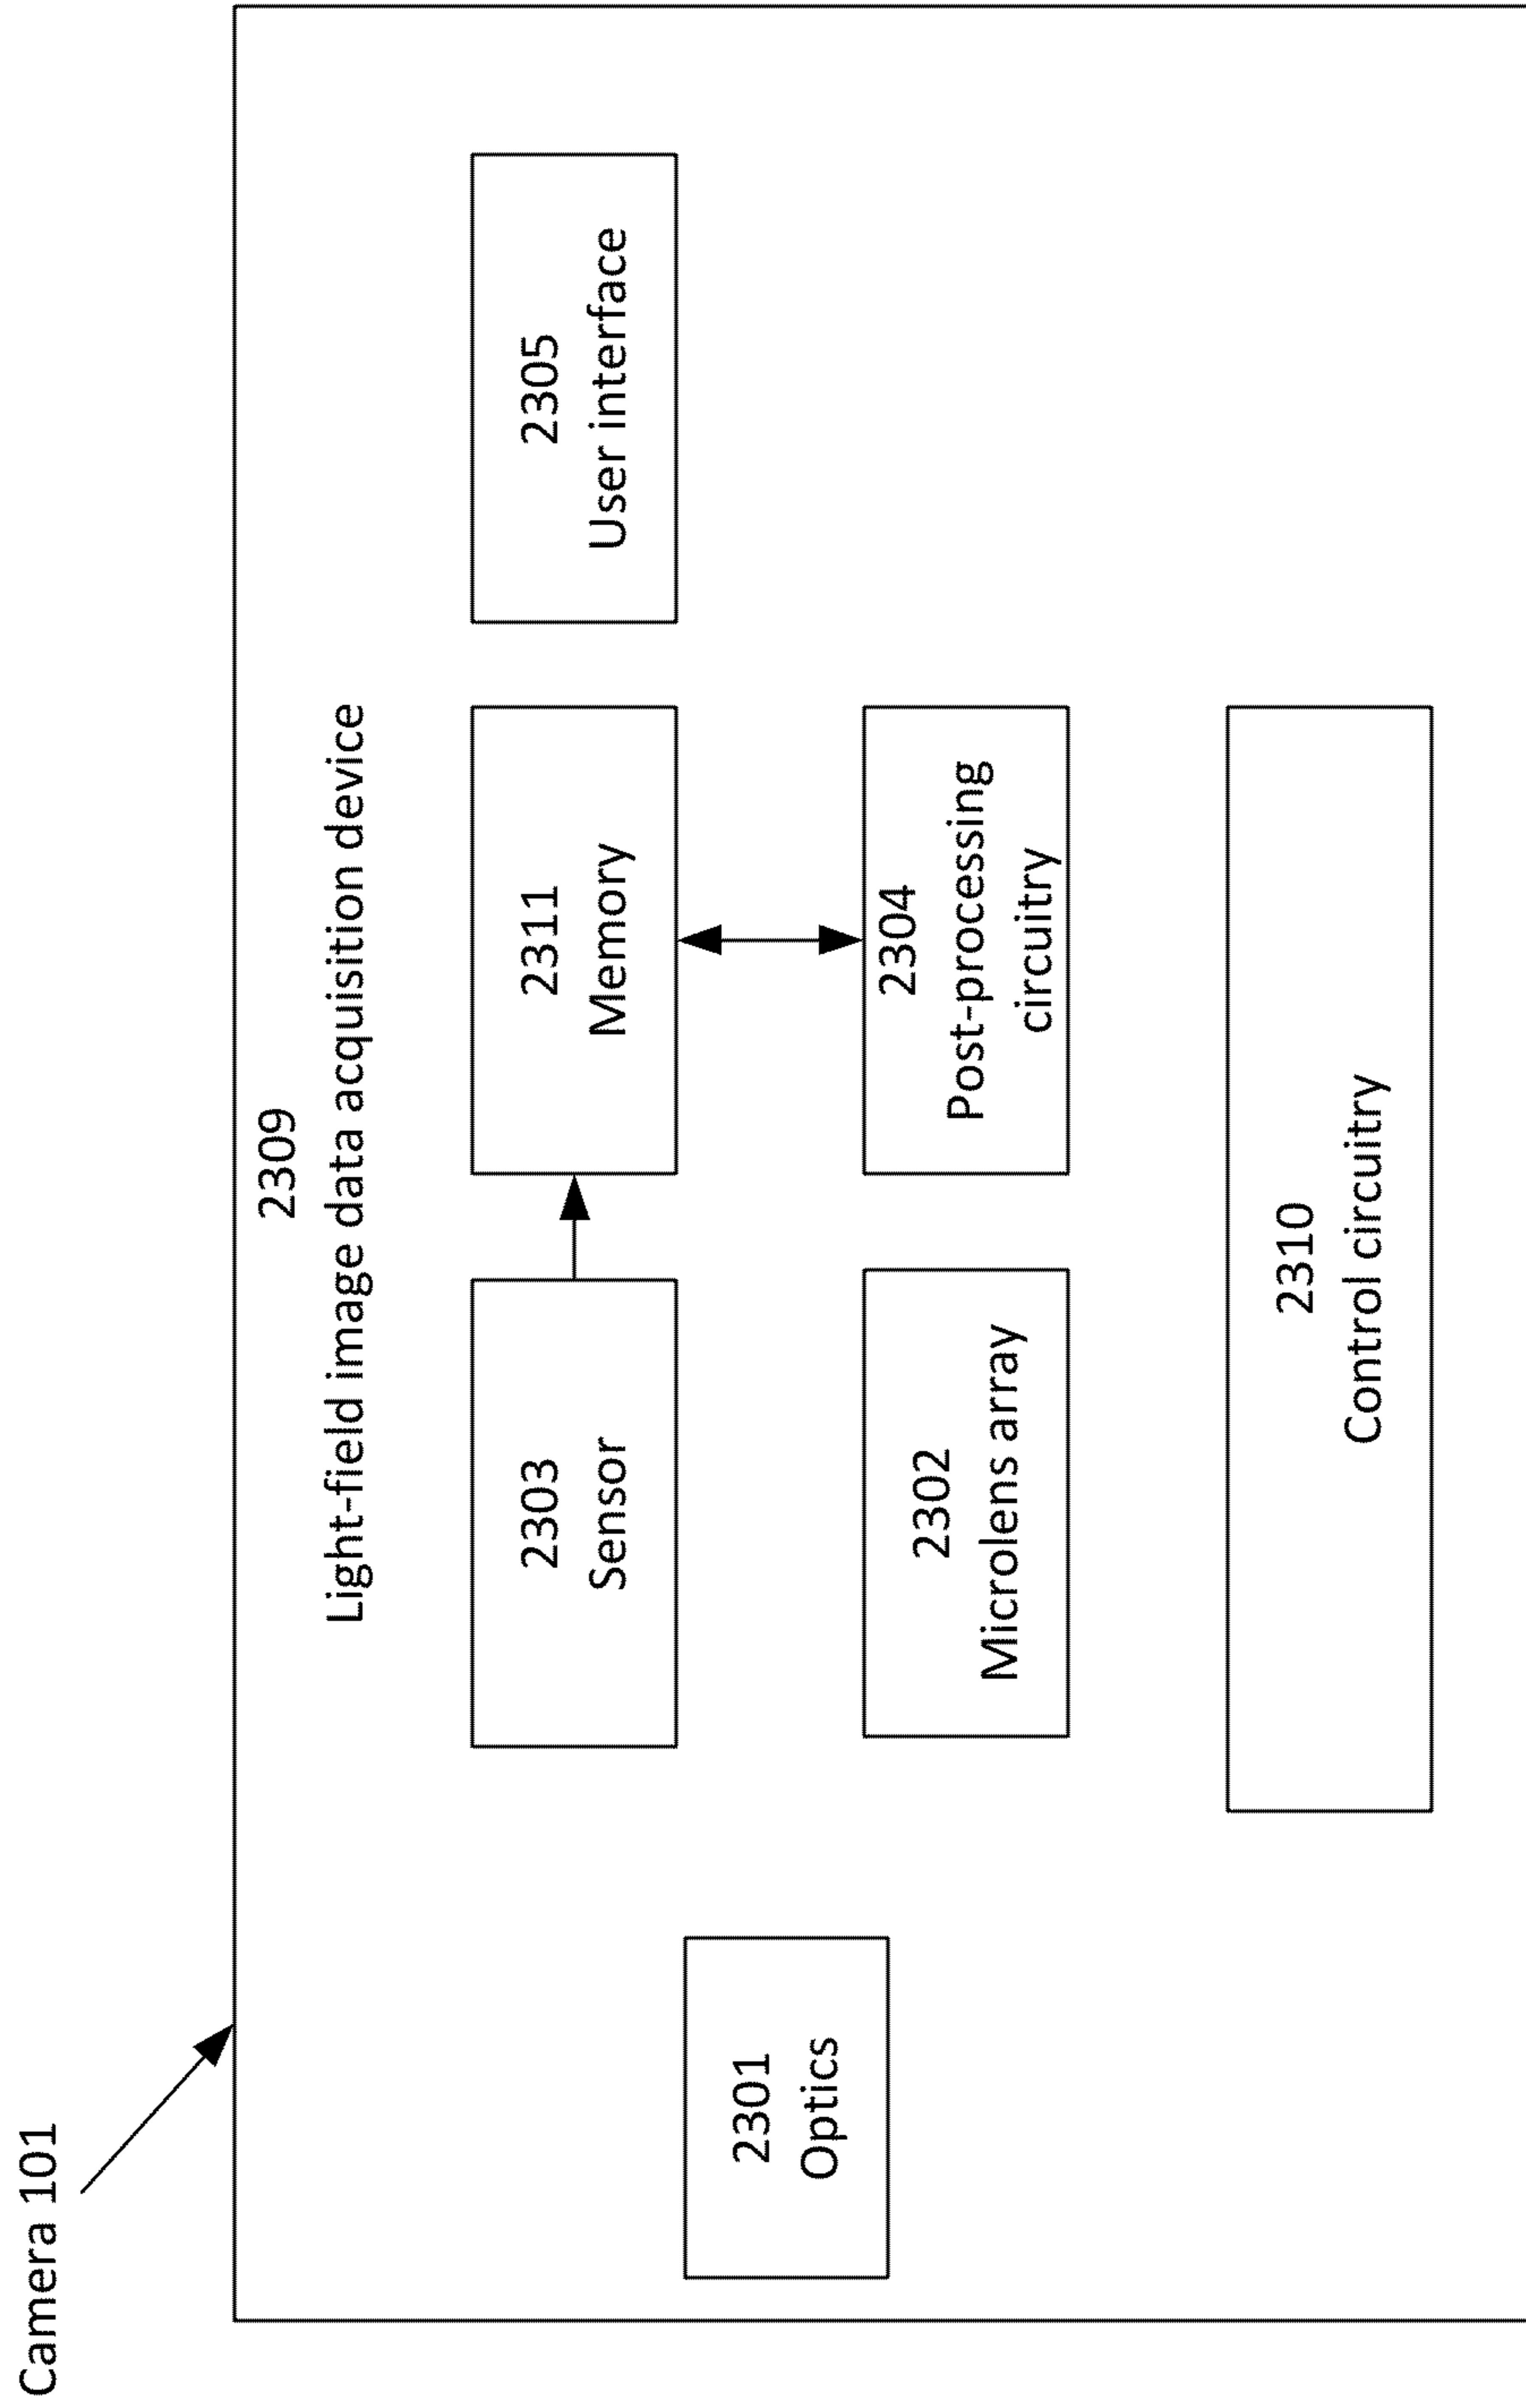 Camera 101
2309
Light-field image data acquisition device
2303
Sensor
2311
Memory
2305
User interface
2301
Optics
2302
Microlens array
2304
Post-processing
circuitry
2310
Control circuitry